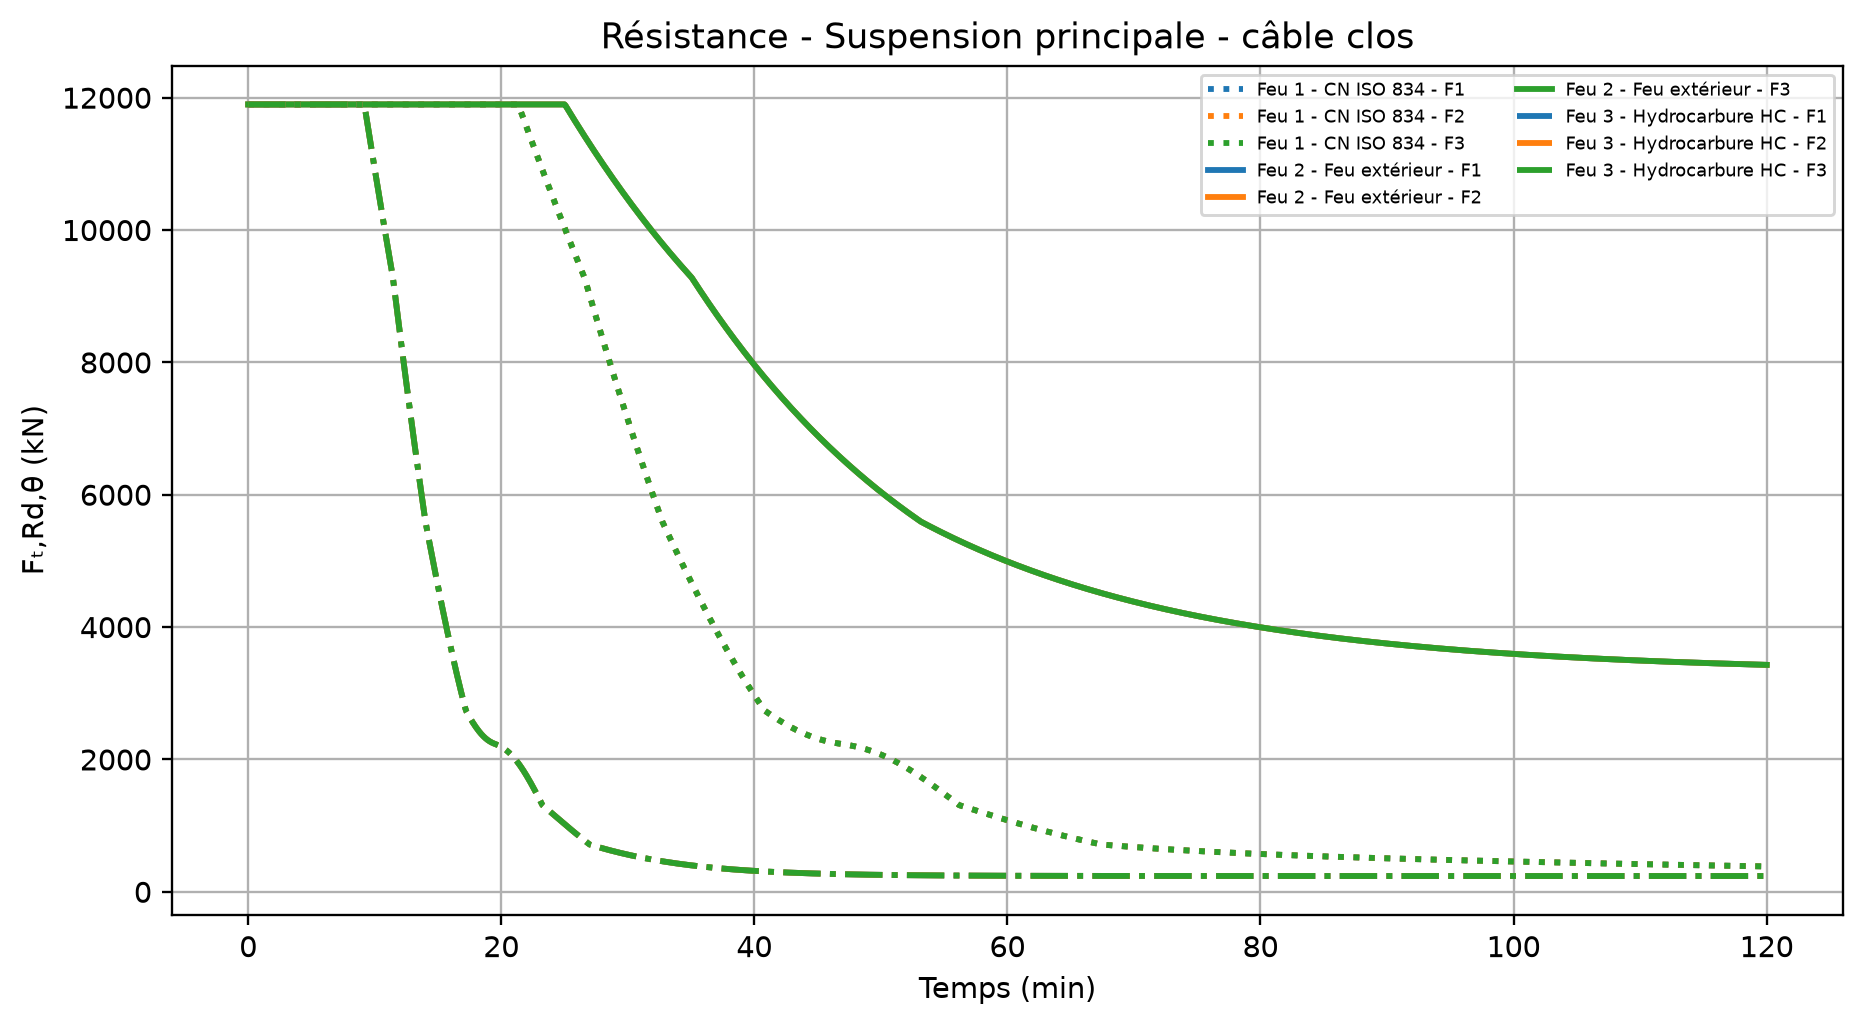 Résistance - Suspension principale - câble clos
Feu 1 - CN ISO 834 - F1
Feu 1 - CN ISO 834 - F2
Feu 1 - CN ISO 834 - F3
Feu 2 - Feu extérieur - F1
Feu 2 - Feu extérieur - F2
Feu 2 - Feu extérieur - F3
Feu 3 - Hydrocarbure HC - F1
Feu 3 - Hydrocarbure HC - F2
Feu 3 - Hydrocarbure HC - F3
Fₜ,Rd,θ (kN)
12000
10000
8000
6000
4000
2000
0
0 20 40 60 80 100 120
Temps (min)